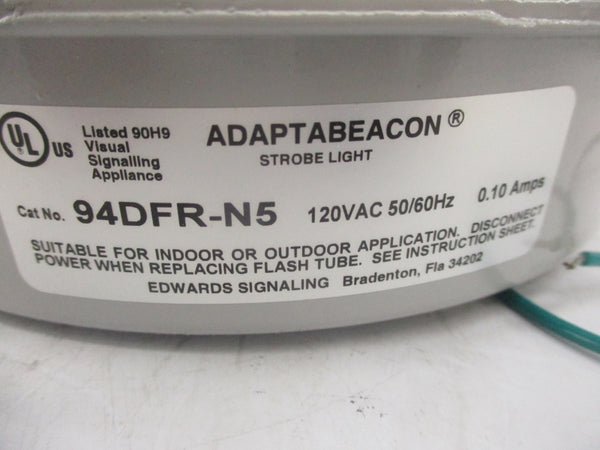 UL US
Listed 90H9
Visual
Signalling
Appliance
ADAPTABEACON®
STROBE LIGHT
Cat No. 94DFR-N5 120VAC 50/60Hz 0.10 Amps
SUITABLE FOR INDOOR OR OUTDOOR APPLICATION. DISCONNECT
POWER WHEN REPLACING FLASH TUBE. SEE INSTRUCTION SHEET.
EDWARDS SIGNALING Bradenton, Fla 34202